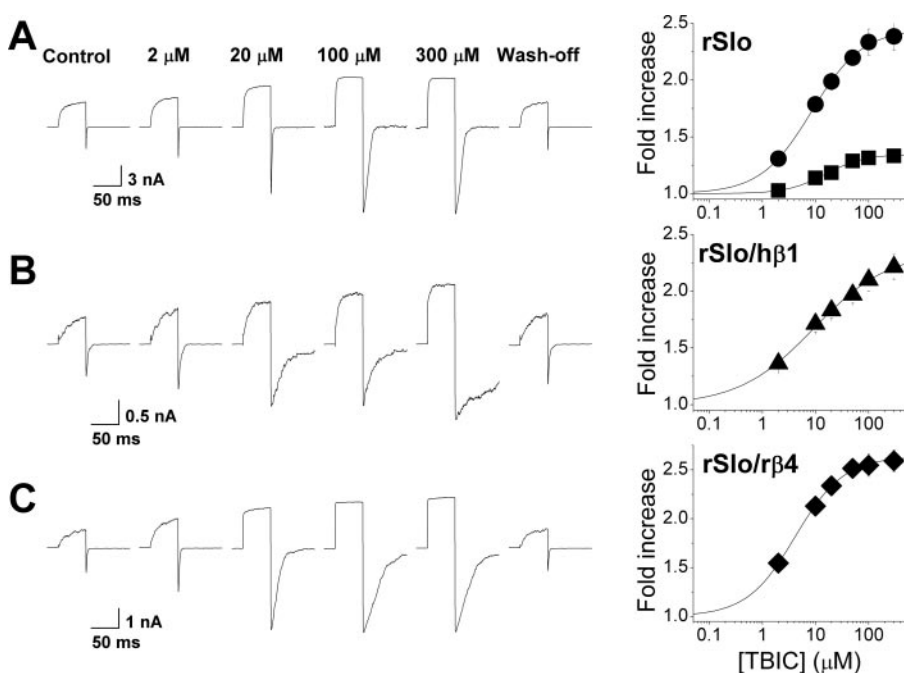 A
Control 2 μM 20 μM 100 μM 300 μM Wash-off
3 nA
50 ms
rSlo
Fold increase
2.5
2.0
1.5
1.0
0.1 1 10 100
B
0.5 nA
50 ms
rSlo/hβ1
Fold increase
2.5
2.0
1.5
1.0
0.1 1 10 100
C
1 nA
50 ms
rSlo/rβ4
Fold increase
2.5
2.0
1.5
1.0
0.1 1 10 100
[TBIC] (μM)